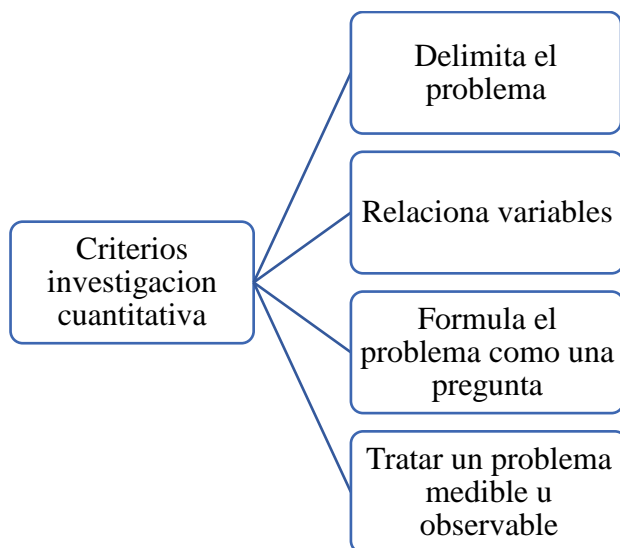 Criterios
investigacion
cuantitativa
Delimita el
problema
Relaciona variables
Formula el
problema como una
pregunta
Tratar un problema
medible u
observable